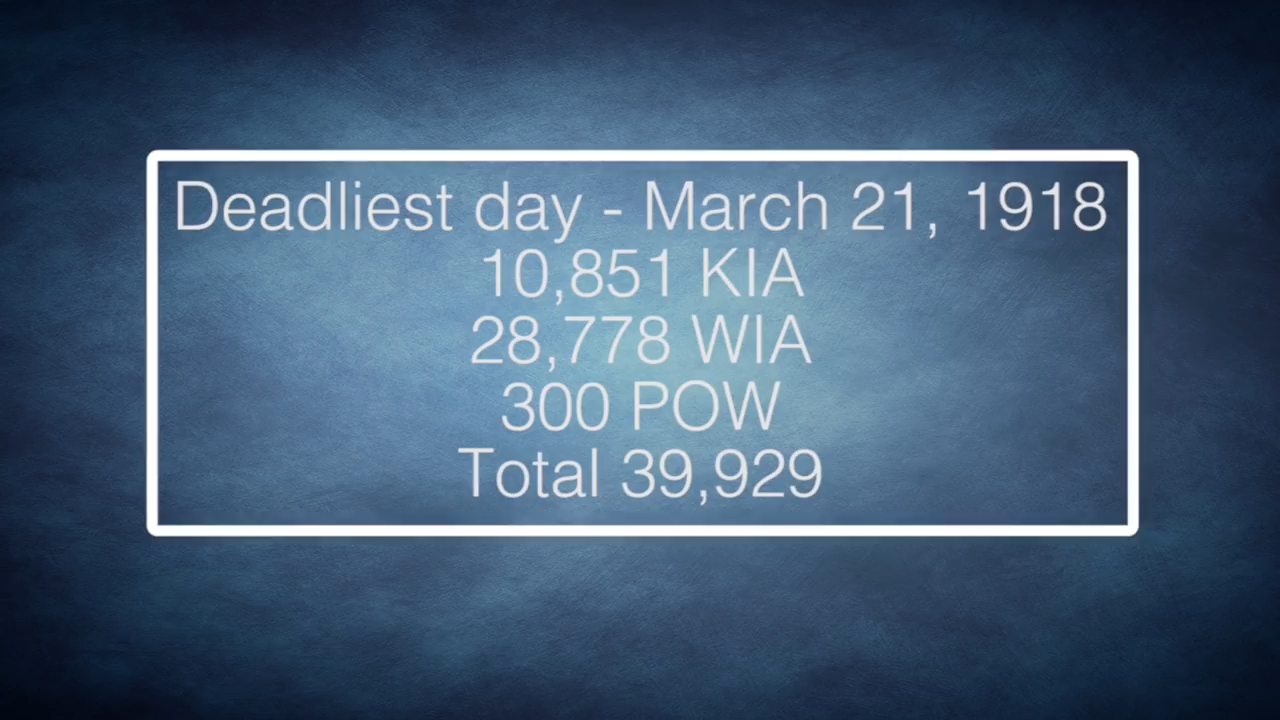 Deadliest day - March 21, 1918
10,851 KIA
28,778 WIA
300 POW
Total 39,929